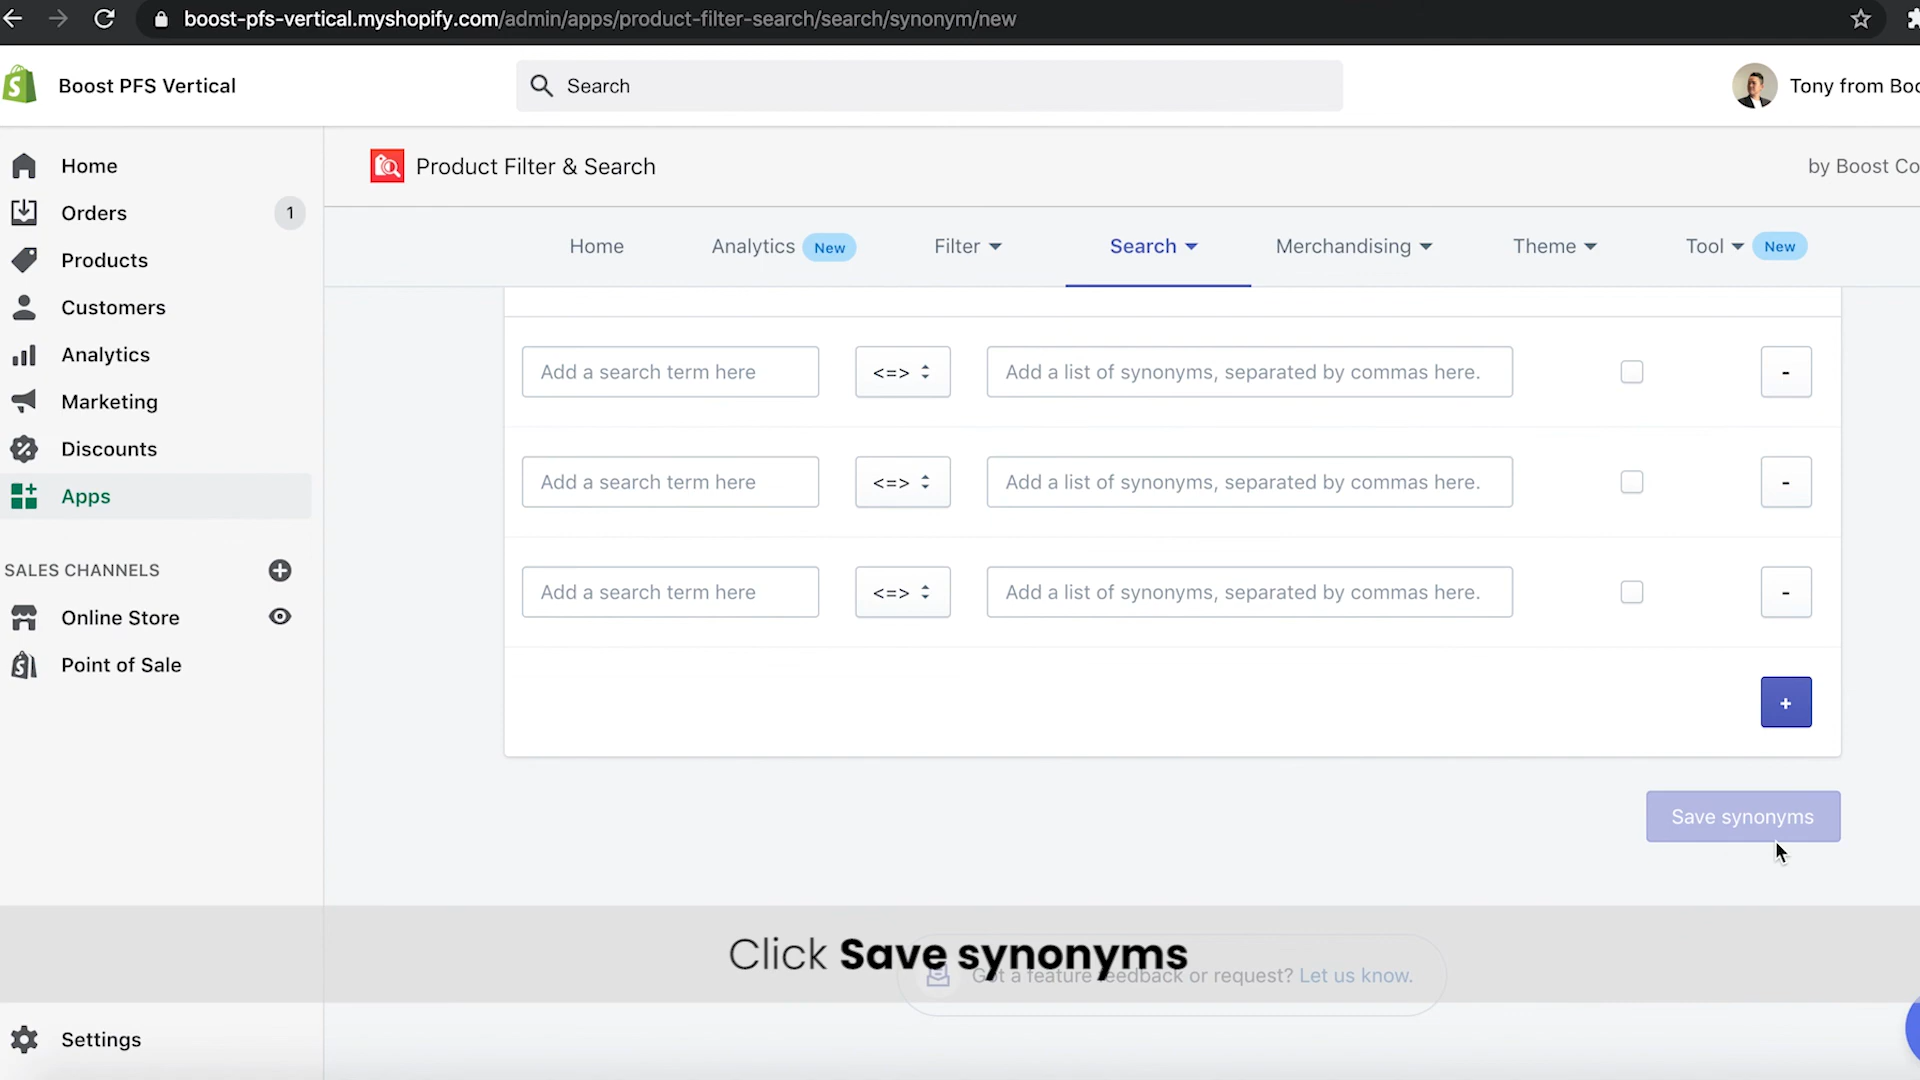 boost-pfs-vertical.myshopify.com/admin/apps/product-filter-search/search/synonym/new
Boost PFS Vertical
Search
Tony from Boo
Home
Orders
1
Products
Customers
Analytics
Marketing
Discounts
Apps
SALES CHANNELS
Online Store
Point of Sale
Settings
Product Filter & Search
by Boost Co
Home
Analytics New
Filter
Search
Merchandising
Theme
Tool New
Add a search term here <=> Add a list of synonyms, separated by commas here. -
Add a search term here <=> Add a list of synonyms, separated by commas here. -
Add a search term here <=> Add a list of synonyms, separated by commas here. -
+
Save synonyms
Click Save synonyms
Got a feature feedback or request? Let us know.